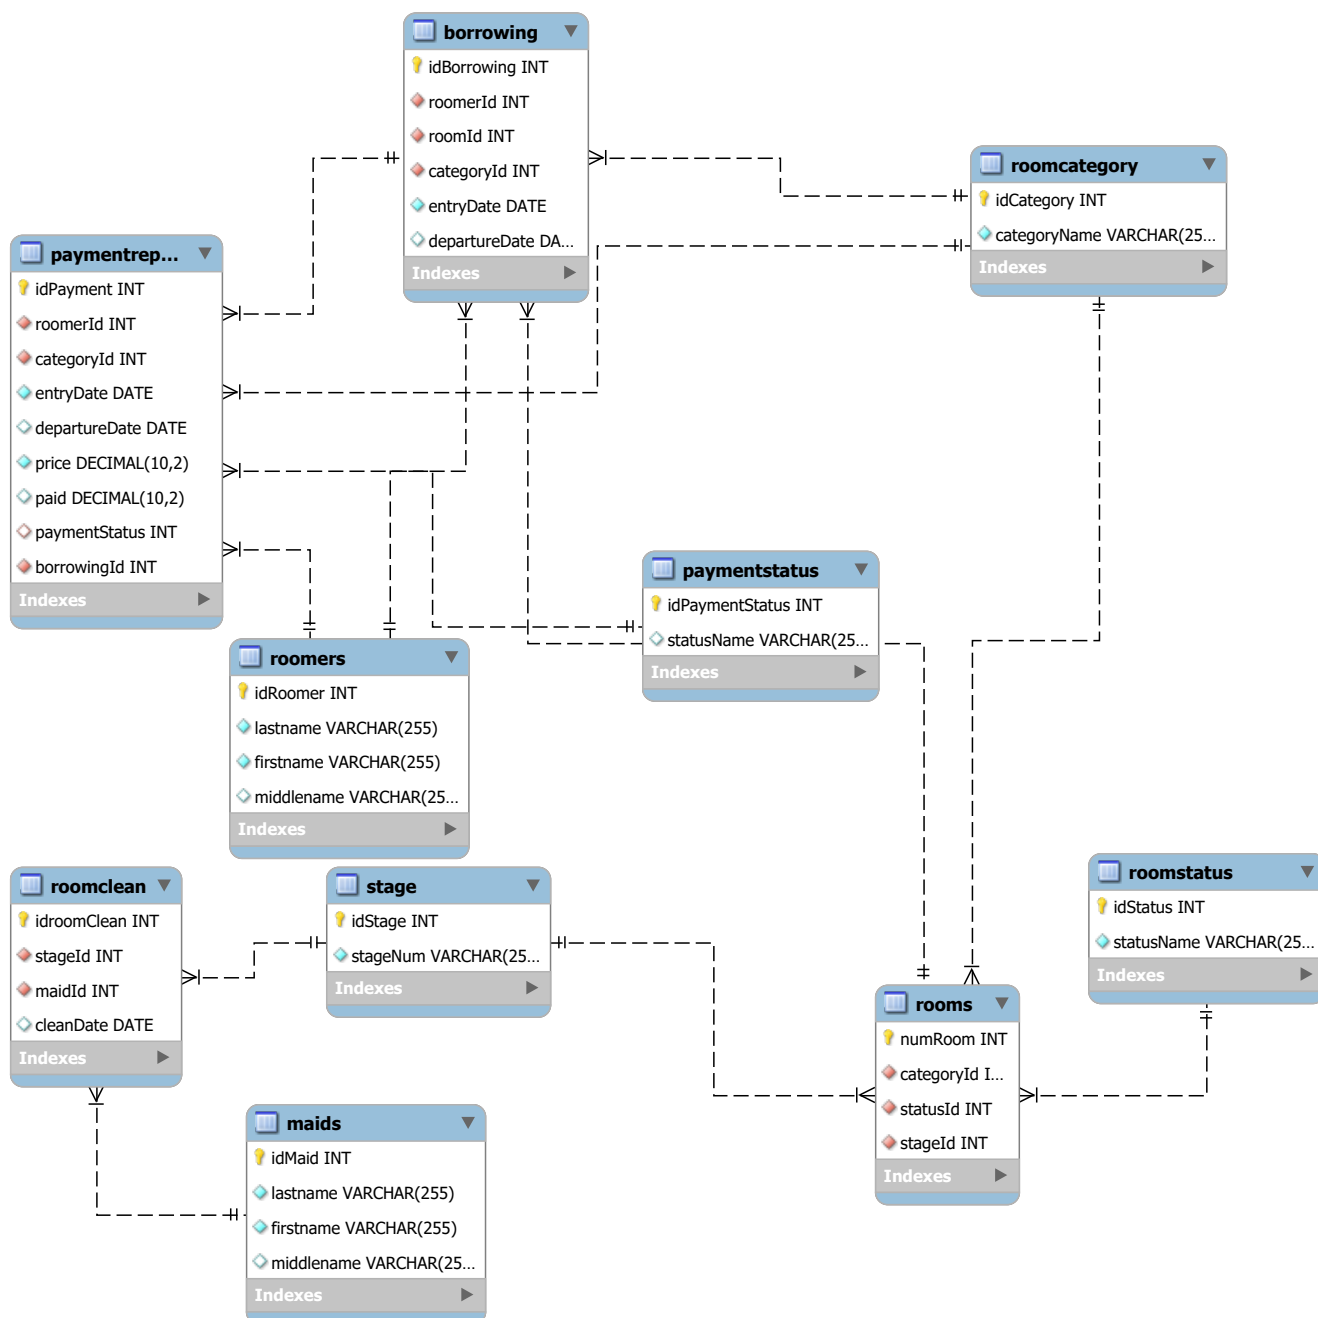 borrowing
idBorrowing INT
roomerId INT
roomId INT
categoryId INT
entryDate DATE
departureDate DA...
Indexes
roomcategory
idCategory INT
categoryName VARCHAR(25...
Indexes
paymentrep...
idPayment INT
roomerId INT
categoryId INT
entryDate DATE
departureDate DATE
price DECIMAL(10,2)
paid DECIMAL(10,2)
paymentStatus INT
borrowingId INT
Indexes
paymentstatus
idPaymentStatus INT
statusName VARCHAR(25...
Indexes
roomers
idRoomer INT
lastname VARCHAR(255)
firstname VARCHAR(255)
middlename VARCHAR(25...
Indexes
roomclean
idroomClean INT
stageId INT
maidId INT
cleanDate DATE
Indexes
stage
idStage INT
stageNum VARCHAR(25...
Indexes
roomstatus
idStatus INT
statusName VARCHAR(25...
Indexes
rooms
numRoom INT
categoryId I...
statusId INT
stageId INT
Indexes
maids
idMaid INT
lastname VARCHAR(255)
firstname VARCHAR(255)
middlename VARCHAR(25...
Indexes